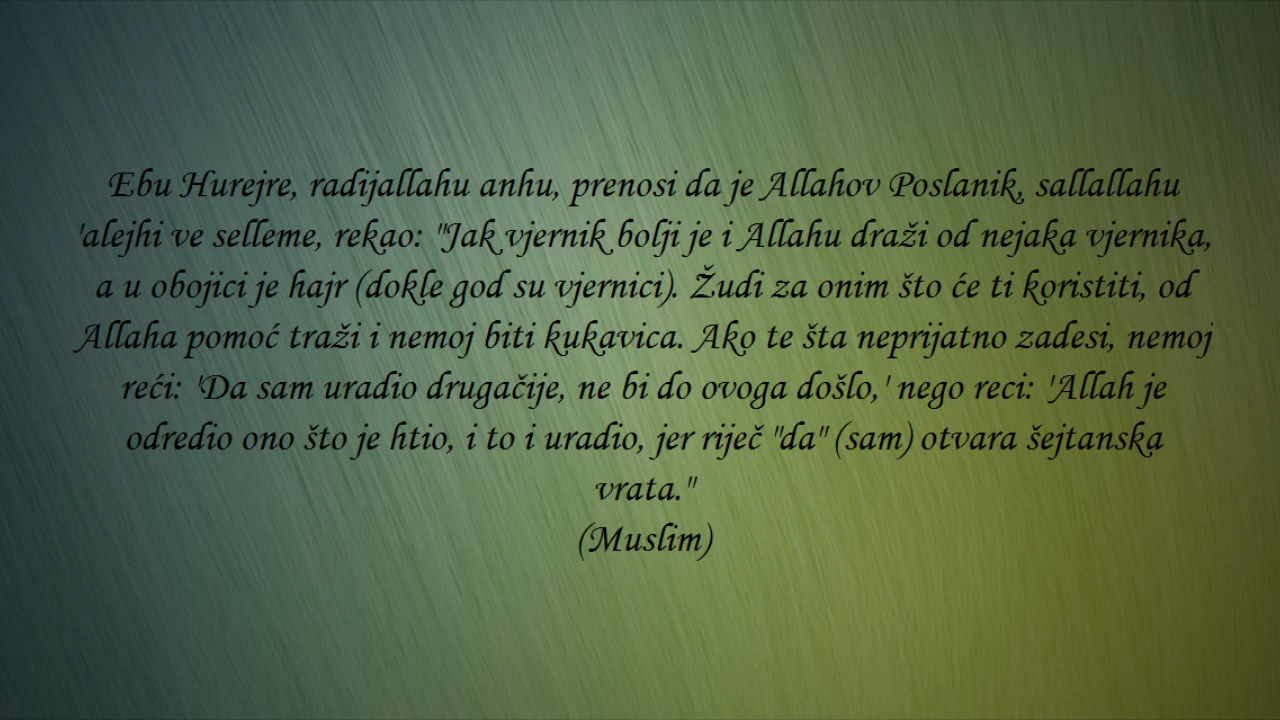 Ebu Hurejre, radijallahu anhu, prenosi da je Allahov Poslanik, sallallahu
'alejhi ve selleme, rekao: "Jak vjernik bolji je i Allahu draži od nejaka vjernika,
a u obojici je hajr (dokle god su vjernici). Žudi za onim što će ti koristiti, od
Allaha pomoć traži i nemoj biti kukavica. Ako te šta neprijatno zadesi, nemoj
reći: 'Da sam uradio drugačije, ne bi do ovoga došlo,' nego reci: 'Allah je
odredio ono što je htio, i to i uradio, jer riječ "da" (sam) otvara šejtanska
vrata."
(Muslim)